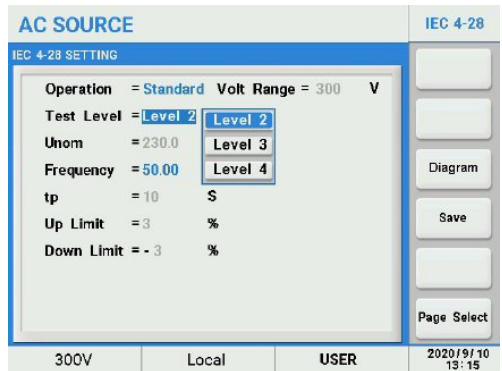 AC SOURCE
IEC 4-28
IEC 4-28 SETTING
Operation = Standard Volt Range = 300 V
Test Level = Level 2
Level 2
Unom = 230.0
Level 3
Frequency = 50.00
Level 4
tp = 10 S
Up Limit = 3 %
Down Limit = - 3 %
Diagram
Save
Page Select
300V
Local
USER
2020/9/10
13:15